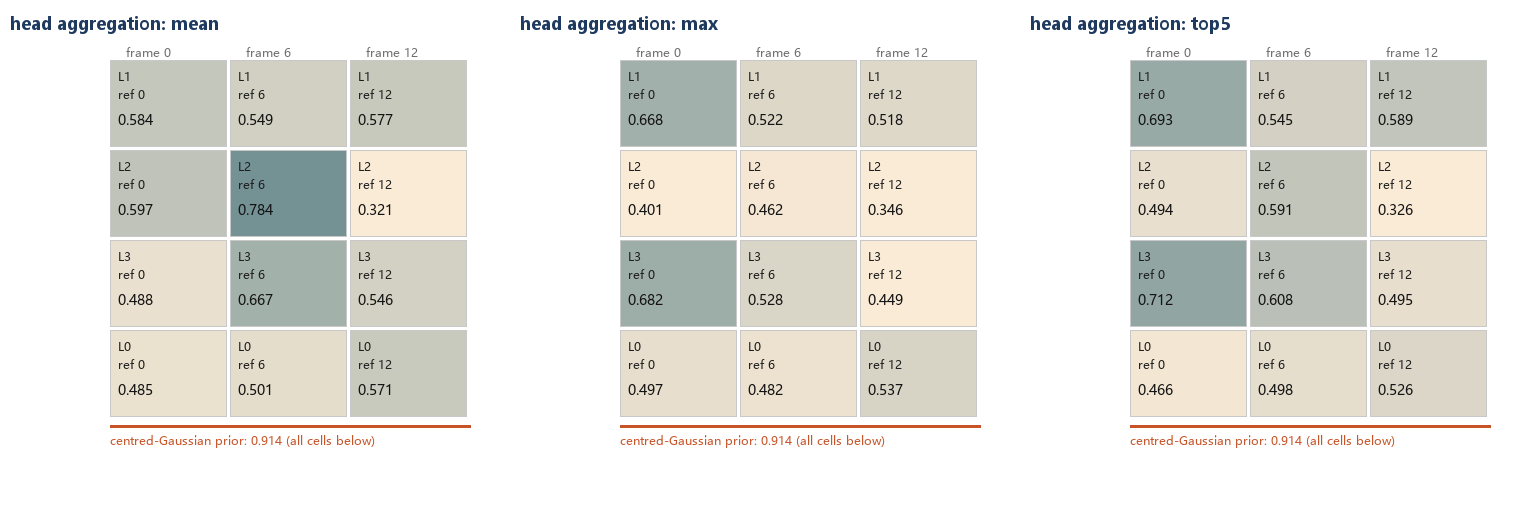 head aggregation: mean
frame 0 frame 6 frame 12
L1 L1 L1
ref 0 ref 6 ref 12
0.584 0.549 0.577
L2 L2 L2
ref 0 ref 6 ref 12
0.597 0.784 0.321
L3 L3 L3
ref 0 ref 6 ref 12
0.488 0.667 0.546
L0 L0 L0
ref 0 ref 6 ref 12
0.485 0.501 0.571
centred-Gaussian prior: 0.914 (all cells below)
head aggregation: max
frame 0 frame 6 frame 12
L1 L1 L1
ref 0 ref 6 ref 12
0.668 0.522 0.518
L2 L2 L2
ref 0 ref 6 ref 12
0.401 0.462 0.346
L3 L3 L3
ref 0 ref 6 ref 12
0.682 0.528 0.449
L0 L0 L0
ref 0 ref 6 ref 12
0.497 0.482 0.537
centred-Gaussian prior: 0.914 (all cells below)
head aggregation: top5
frame 0 frame 6 frame 12
L1 L1 L1
ref 0 ref 6 ref 12
0.693 0.545 0.589
L2 L2 L2
ref 0 ref 6 ref 12
0.494 0.591 0.326
L3 L3 L3
ref 0 ref 6 ref 12
0.712 0.608 0.495
L0 L0 L0
ref 0 ref 6 ref 12
0.466 0.498 0.526
centred-Gaussian prior: 0.914 (all cells below)